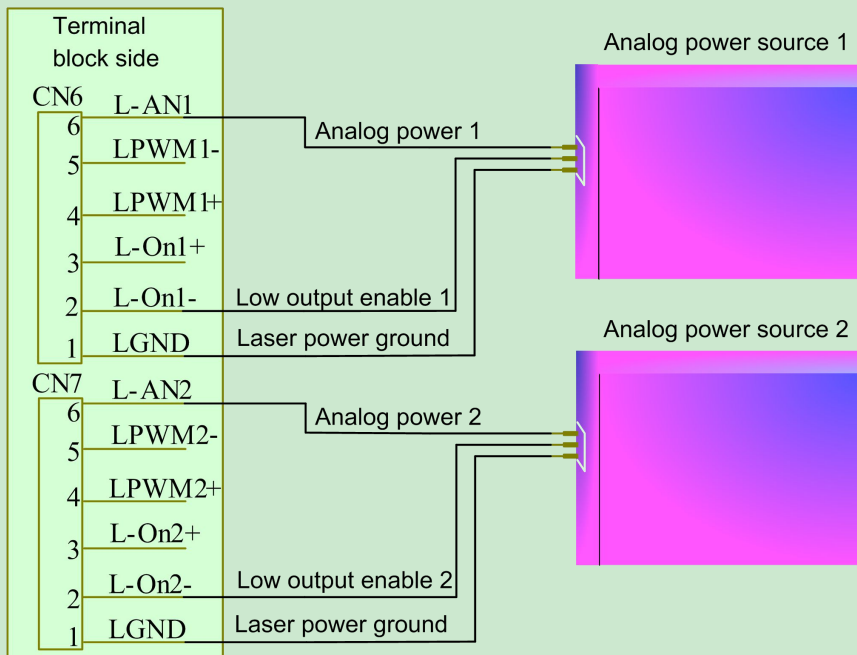 Terminal
block side
Analog power source 1
CN6
L-AN1
6
Analog power 1
LPWM1-
5
LPWM1+
4
L-On1+
3
L-On1-
2
Low output enable 1
LGND
1
Laser power ground
Analog power source 2
CN7
L-AN2
6
Analog power 2
LPWM2-
5
LPWM2+
4
L-On2+
3
L-On2-
2
Low output enable 2
LGND
1
Laser power ground